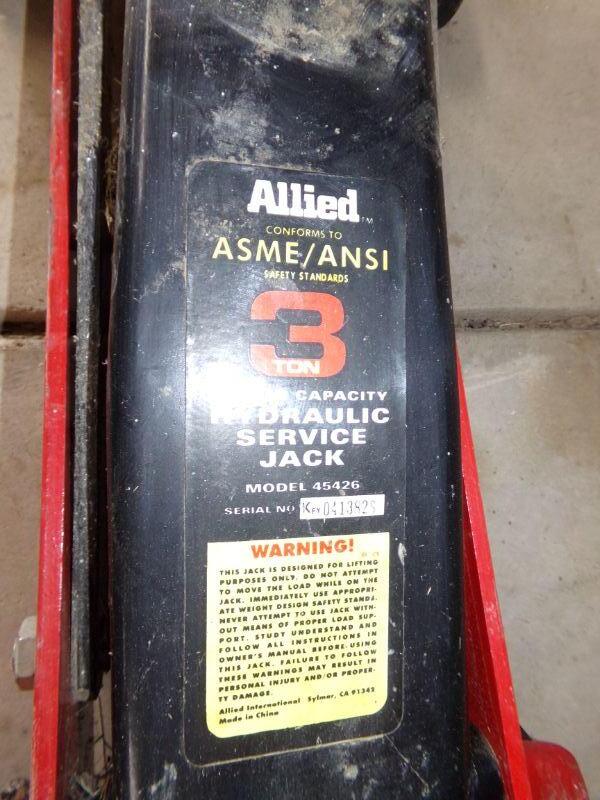 Allied™
CONFORMS TO
ASME/ANSI
SAFETY STANDARDS
3
TON
CAPACITY
HYDRAULIC
SERVICE
JACK
MODEL 45426
SERIAL NO
WARNING!
THIS JACK IS DESIGNED FOR LIFTING
PURPOSES ONLY. DO NOT ATTEMPT
TO MOVE THE LOAD WHILE ON THE
JACK. IMMEDIATELY USE APPROPRI-
ATE WEIGHT DESIGN SAFETY STANDS.
NEVER ATTEMPT TO USE JACK WITH-
OUT MEANS OF PROPER LOAD SUP-
PORT. STUDY UNDERSTAND AND
FOLLOW ALL INSTRUCTIONS IN
OWNER'S MANUAL BEFORE USING
THIS JACK. FAILURE TO FOLLOW
THESE WARNINGS MAY RESULT IN
PERSONAL INJURY AND/OR PROPER-
TY DAMAGE.
Allied International Sylmar, CA 91342
Made in China